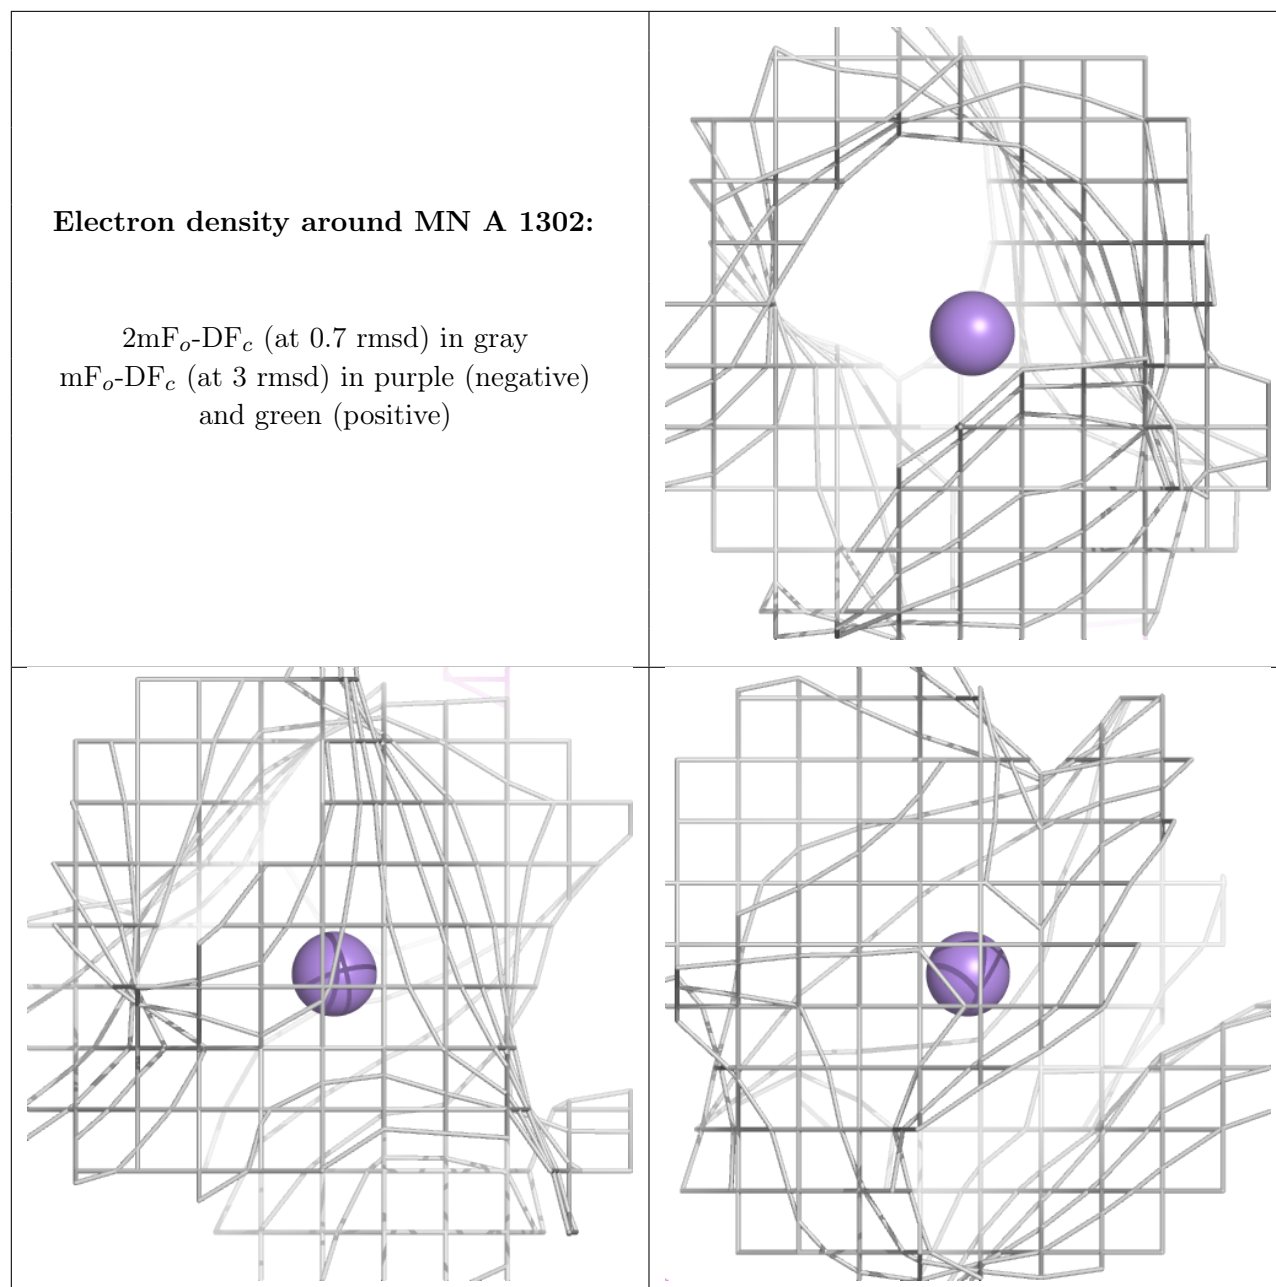 Electron density around MN A 1302:
2mFo-DFc (at 0.7 rmsd) in gray
mFo-DFc (at 3 rmsd) in purple (negative)
and green (positive)